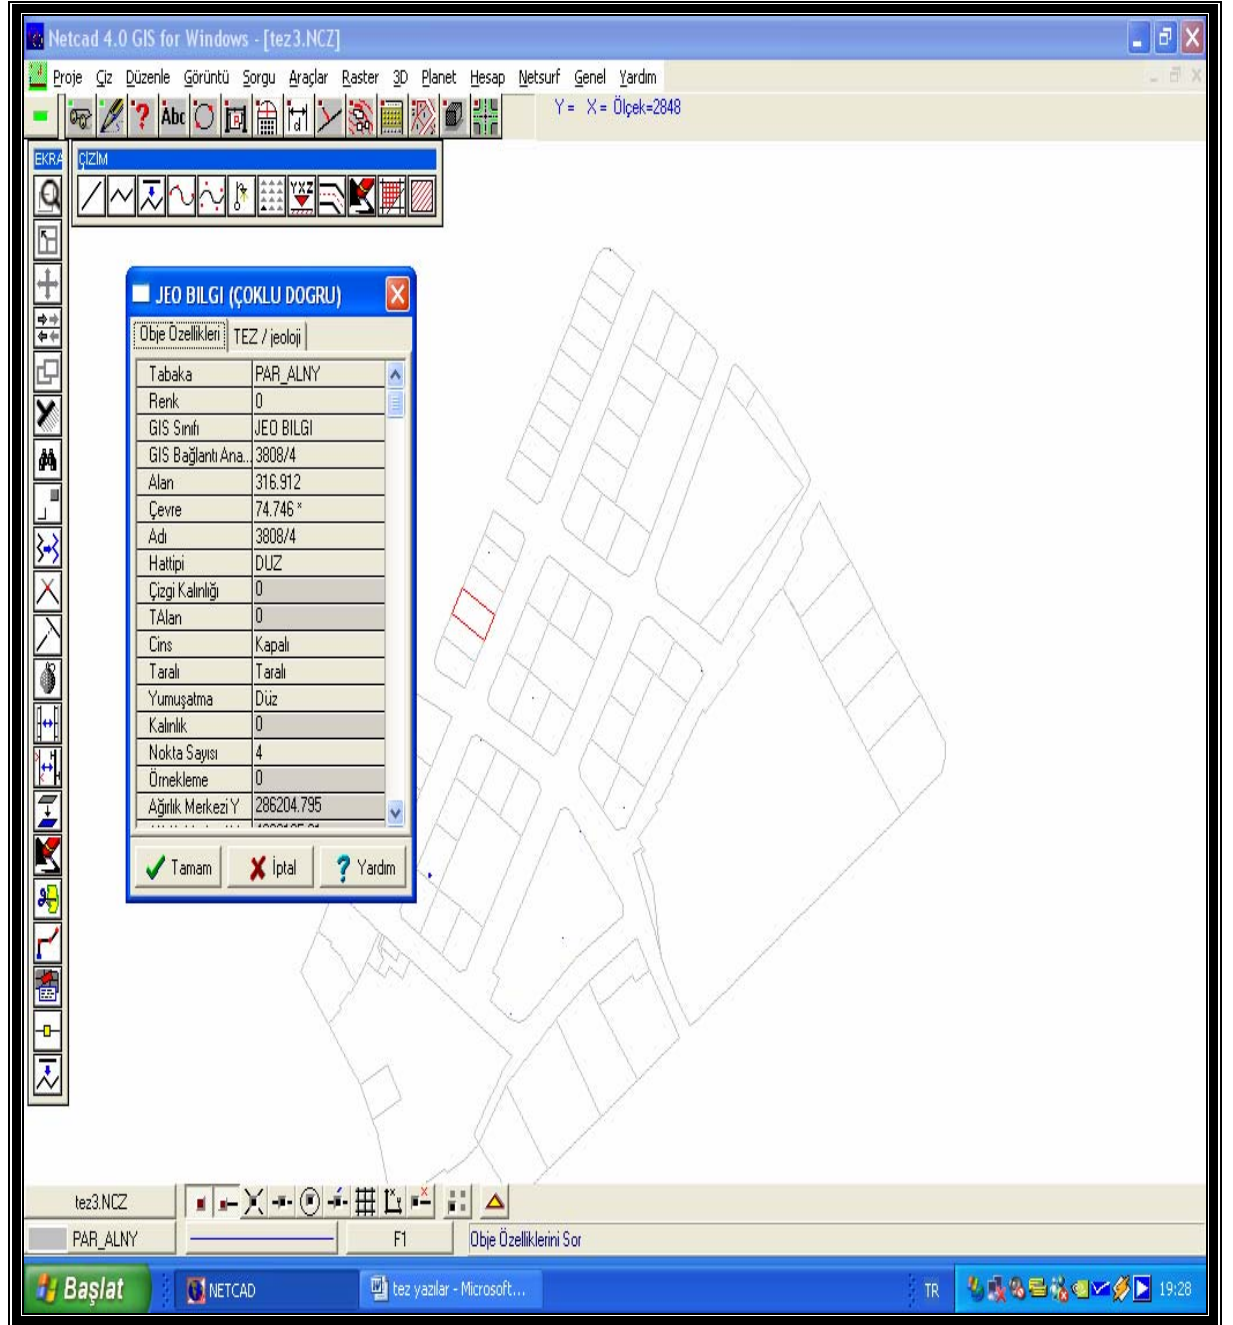 Netcad 4.0 GIS for Windows - [tez3.NCZ]
Proje Çiz Düzenle Görüntü Sorgu Araçlar Raster 3D Planet Hesap Netsurf Genel Yardım
Abc
Y = X = Ölçek=2848
EKRA
ÇİZİM
YXZ
JEO BILGI (ÇOKLU DOGRU)
Obje Özellikleri TEZ / jeoloji
Tabaka PAR_ALNY
Renk 0
GIS Sınıfı JEO BILGI
GIS Bağlantı Ana.. 3808/4
Alan 316.912
Çevre 74.746 *
Adı 3808/4
Hattipi DUZ
Çizgi Kalınlığı 0
TAlan 0
Cins Kapalı
Taralı Taralı
Yumuşatma Düz
Kalınlık 0
Nokta Sayısı 4
Örnekleme 0
Ağırlık Merkezi Y 286204.795
Tamam İptal Yardım
tez3.NCZ
PAR_ALNY F1 Obje Özelliklerini Sor
Başlat NETCAD tez yazılar - Microsoft... TR 19:28